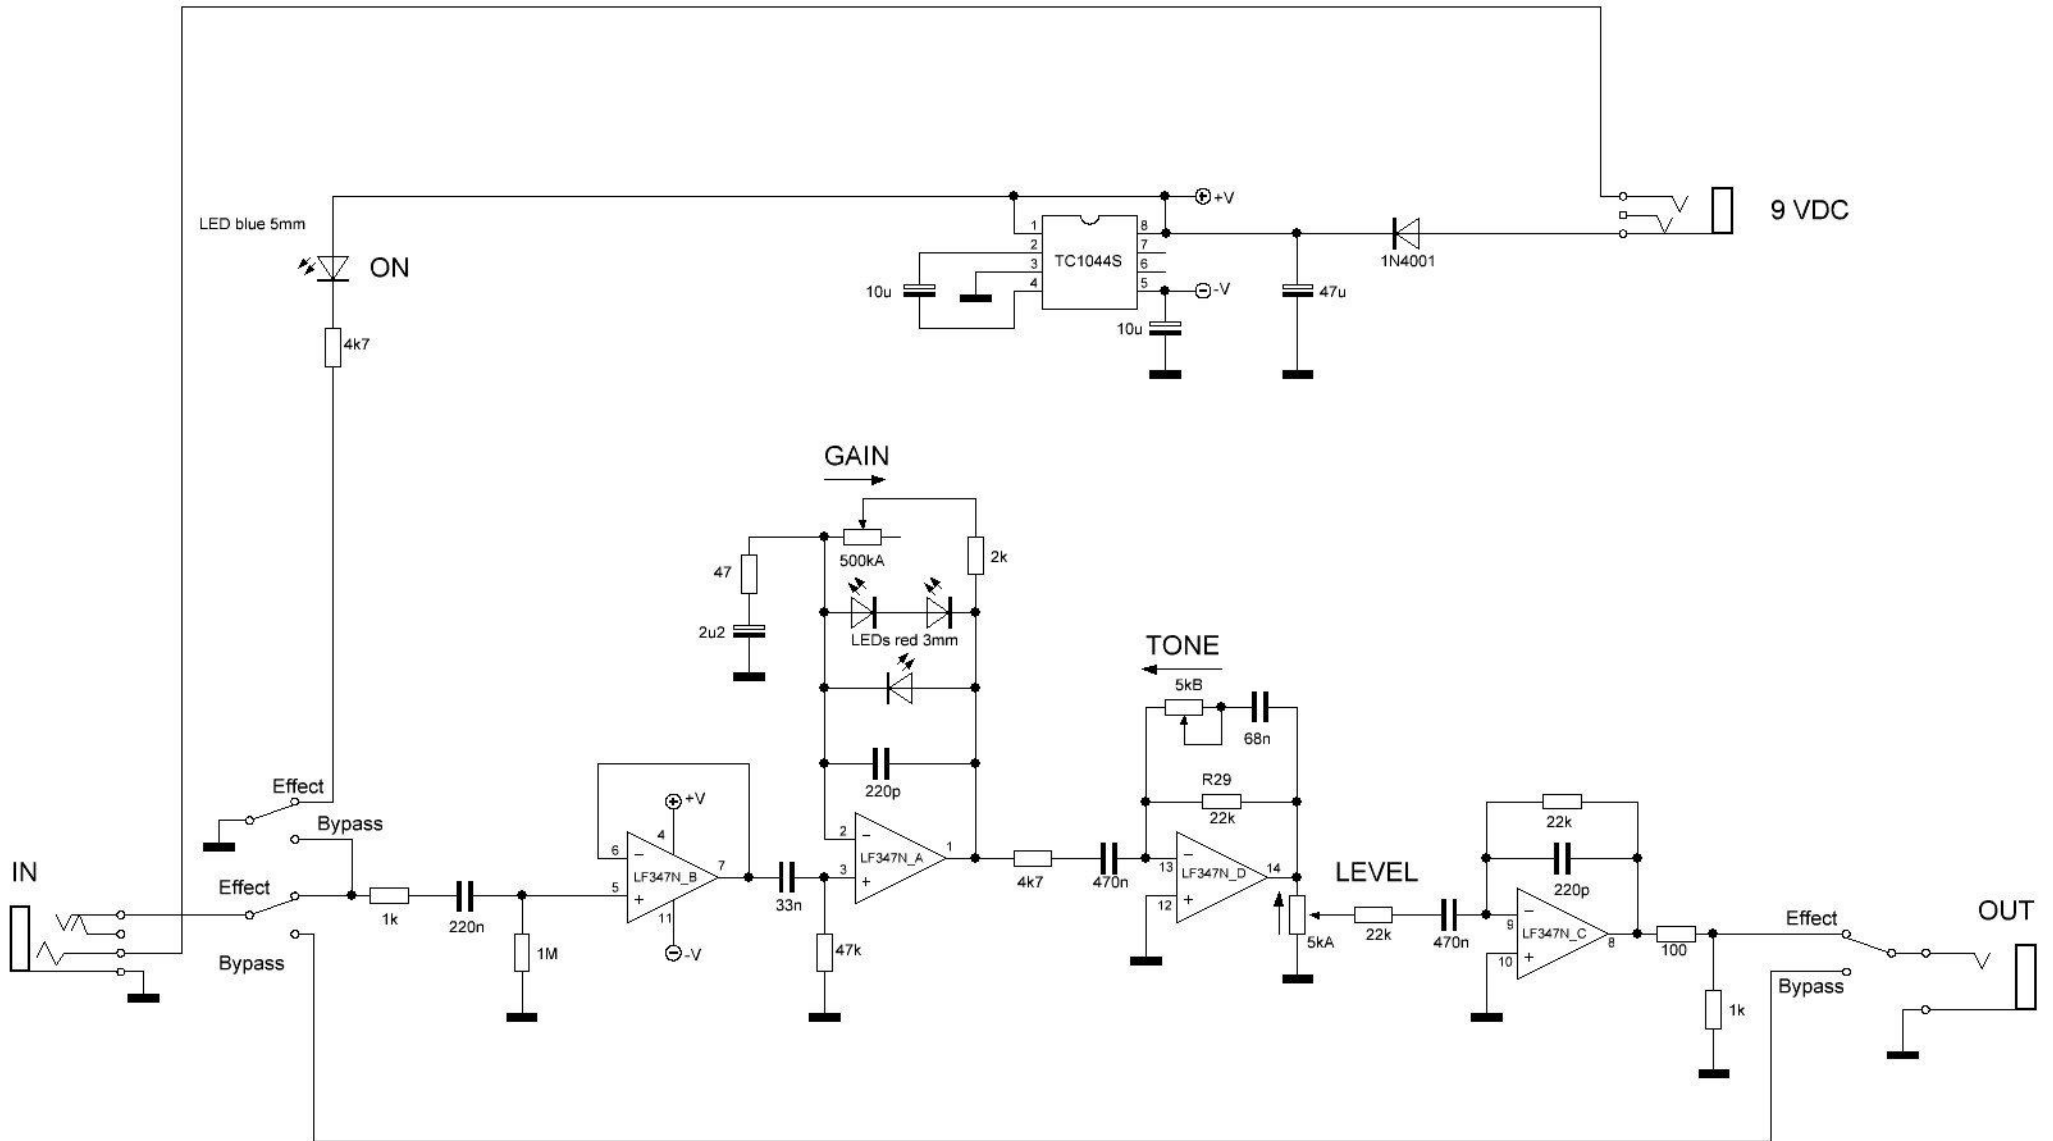 LED blue 5mm
ON
4k7
1
2
3
4
8
7
6
5
TC1044S
10u
10u
+V
-V
47u
1N4001
9 VDC
GAIN
500kA
47
2u2
2k
LEDs red 3mm
220p
TONE
5kB
68n
R29
22k
Effect
Bypass
IN
Effect
Bypass
1k
220n
1M
+V
4
6
5
7
11
LF347N_B
-V
33n
47k
2
3
1
LF347N_A
4k7
470n
13
12
14
LF347N_D
LEVEL
5kA
22k
470n
22k
220p
9
10
8
LF347N_C
100
1k
Effect
Bypass
OUT